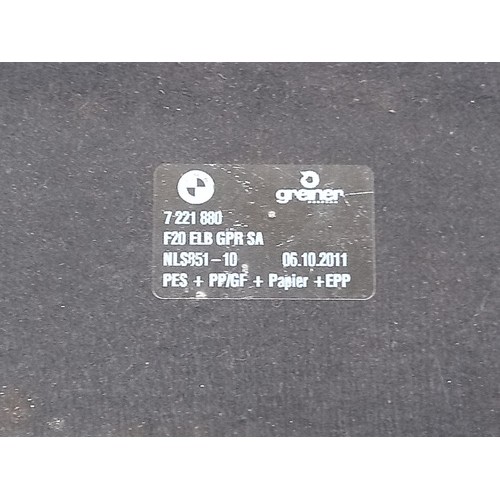 greiner
7 221 880
F20 ELB GPR SA
NLS851-10 06.10.2011
PES + PP/GF + Papier + EPP